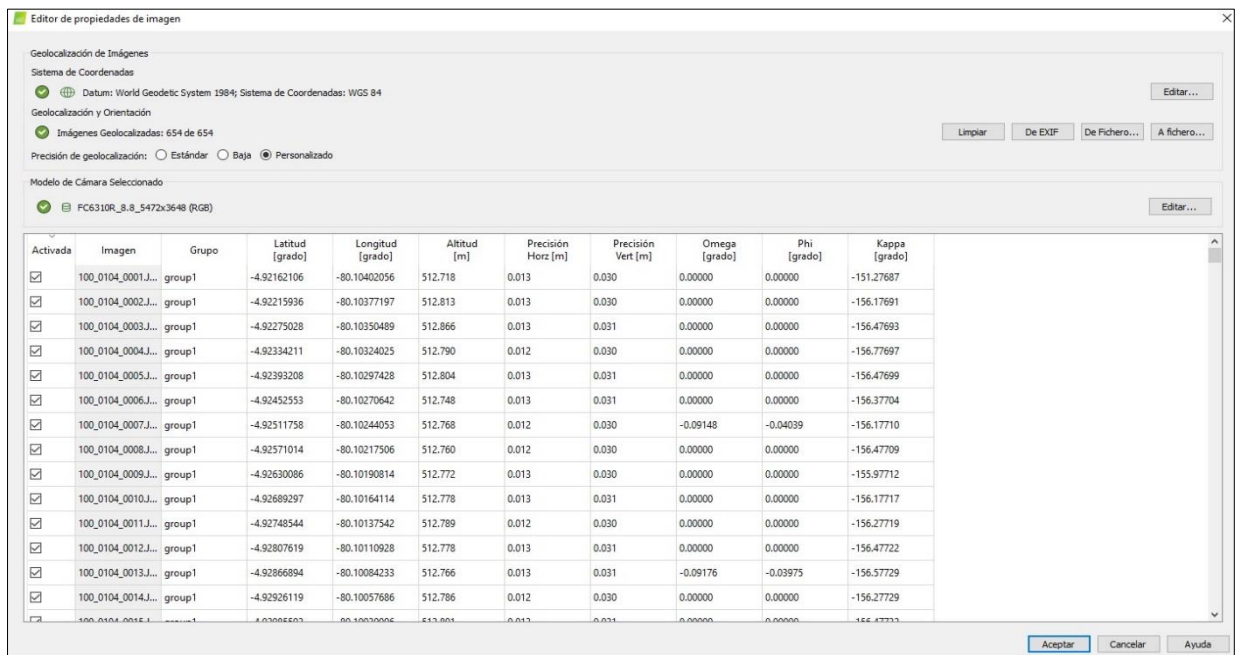 Editor de propiedades de imagen
Geolocalización de Imágenes
Sistema de Coordenadas
Datum: World Geodetic System 1984; Sistema de Coordenadas: WGS 84 Editar...
Geolocalización y Orientación
Imágenes Geolocalizadas: 654 de 654 Limpiar De EXIF De Fichero... A fichero...
Precisión de geolocalización: Estándar Baja Personalizado
Modelo de Cámara Seleccionado
FC6310R_8.8_5472x3648 (RGB) Editar...
Activada Imagen Grupo Latitud [grado] Longitud [grado] Altitud [m] Precisión Horz [m] Precisión Vert [m] Omega [grado] Phi [grado] Kappa [grado]
100_0104_0001.J... group1 -4.92162106 -80.10402056 512.718 0.013 0.030 0.00000 0.00000 -151.27687
100_0104_0002.J... group1 -4.92215936 -80.10377197 512.813 0.013 0.030 0.00000 0.00000 -156.17691
100_0104_0003.J... group1 -4.92275028 -80.10350489 512.866 0.013 0.031 0.00000 0.00000 -156.47693
100_0104_0004.J... group1 -4.92334211 -80.10324025 512.790 0.012 0.030 0.00000 0.00000 -156.77697
100_0104_0005.J... group1 -4.92393208 -80.10297428 512.804 0.013 0.031 0.00000 0.00000 -156.47699
100_0104_0006.J... group1 -4.92452553 -80.10270642 512.748 0.013 0.031 0.00000 0.00000 -156.37704
100_0104_0007.J... group1 -4.92511758 -80.10244053 512.768 0.012 0.030 -0.09148 -0.04039 -156.17710
100_0104_0008.J... group1 -4.92571014 -80.10217506 512.760 0.012 0.030 0.00000 0.00000 -156.47709
100_0104_0009.J... group1 -4.92630086 -80.10190814 512.772 0.013 0.030 0.00000 0.00000 -155.97712
100_0104_0010.J... group1 -4.92689297 -80.10164114 512.778 0.013 0.031 0.00000 0.00000 -156.17717
100_0104_0011.J... group1 -4.92748544 -80.10137542 512.789 0.012 0.030 0.00000 0.00000 -156.27719
100_0104_0012.J... group1 -4.92807619 -80.10110928 512.778 0.013 0.031 0.00000 0.00000 -156.47722
100_0104_0013.J... group1 -4.92866894 -80.10084233 512.766 0.013 0.031 -0.09176 -0.03975 -156.57729
100_0104_0014.J... group1 -4.92926119 -80.10057686 512.786 0.012 0.030 0.00000 0.00000 -156.27729
Aceptar Cancelar Ayuda